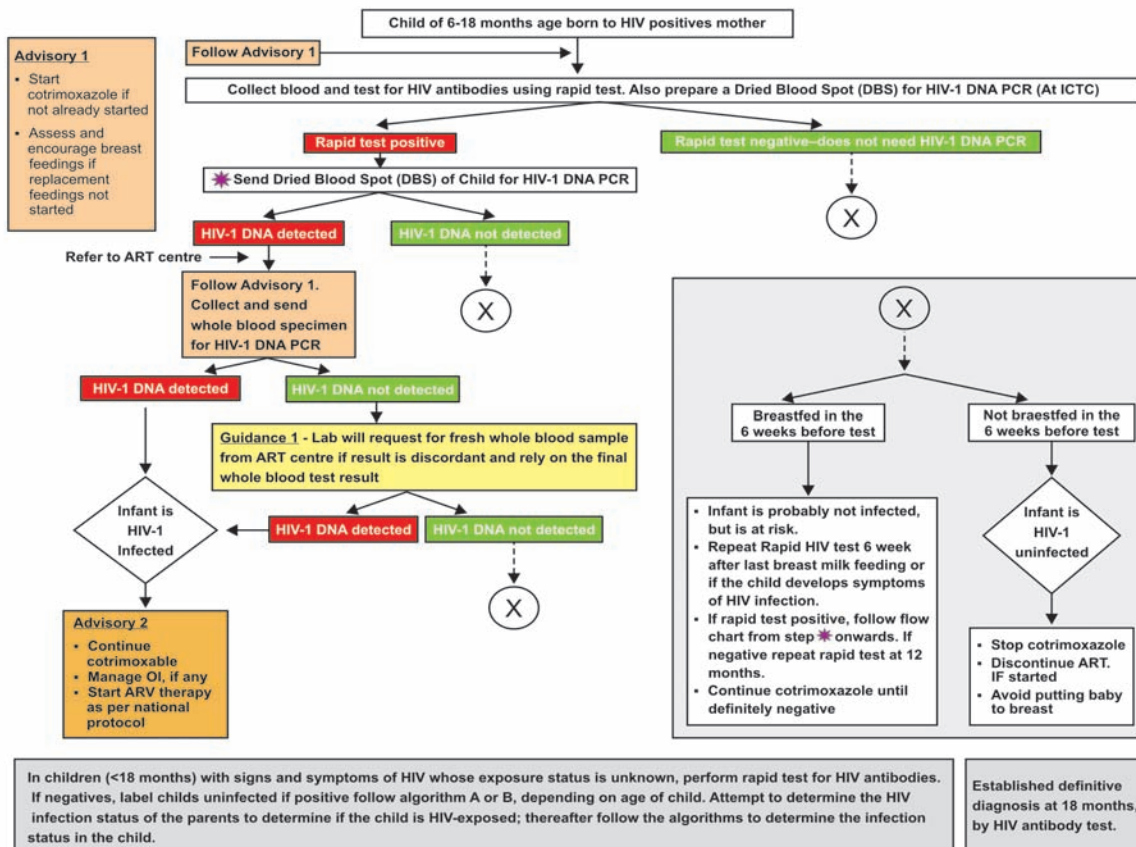 Child of 6-18 months age born to HIV positives mother
Advisory 1
• Start
cotrimoxazole if
not already started
• Assess and
encourage breast
feedings if
replacement
feedings not
started
Follow Advisory 1
Collect blood and test for HIV antibodies using rapid test. Also prepare a Dried Blood Spot (DBS) for HIV-1 DNA PCR (At ICTC)
Rapid test positive
Rapid test negative–does not need HIV-1 DNA PCR
Send Dried Blood Spot (DBS) of Child for HIV-1 DNA PCR
X
HIV-1 DNA detected
HIV-1 DNA not detected
Refer to ART centre
Follow Advisory 1.
Collect and send
whole blood specimen
for HIV-1 DNA PCR
X
HIV-1 DNA detected
HIV-1 DNA not detected
Guidance 1 - Lab will request for fresh whole blood sample
from ART centre if result is discordant and rely on the final
whole blood test result
Infant is
HIV-1
Infected
HIV-1 DNA detected
HIV-1 DNA not detected
X
Advisory 2
• Continue
cotrimoxable
• Manage OI, if any
• Start ARV therapy
as per national
protocol
X
Breastfed in the
6 weeks before test
Not braestfed in the
6 weeks before test
• Infant is probably not infected,
but is at risk.
• Repeat Rapid HIV test 6 week
after last breast milk feeding or
if the child develops symptoms
of HIV infection.
• If rapid test positive, follow flow
chart from step onwards. If
negative repeat rapid test at 12
months.
• Continue cotrimoxazole until
definitely negative
Infant is
HIV-1
uninfected
• Stop cotrimoxazole
• Discontinue ART.
IF started
• Avoid putting baby
to breast
In children (<18 months) with signs and symptoms of HIV whose exposure status is unknown, perform rapid test for HIV antibodies.
If negatives, label childs uninfected if positive follow algorithm A or B, depending on age of child. Attempt to determine the HIV
infection status of the parents to determine if the child is HIV-exposed; thereafter follow the algorithms to determine the infection
status in the child.
Established definitive
diagnosis at 18 months,
by HIV antibody test.